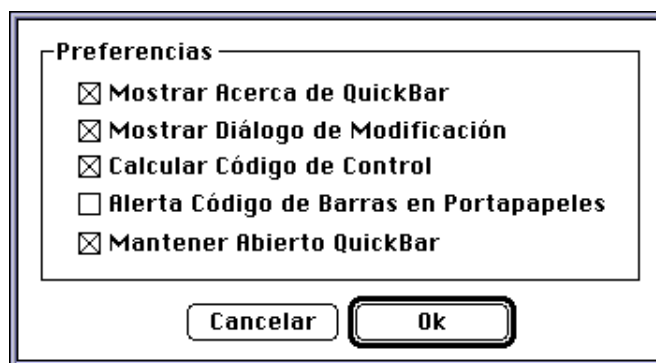 Preferencias
Mostrar Acerca de QuickBar
Mostrar Diálogo de Modificación
Calcular Código de Control
Alerta Código de Barras en Portapapeles
Mantener Abierto QuickBar
Cancelar Ok